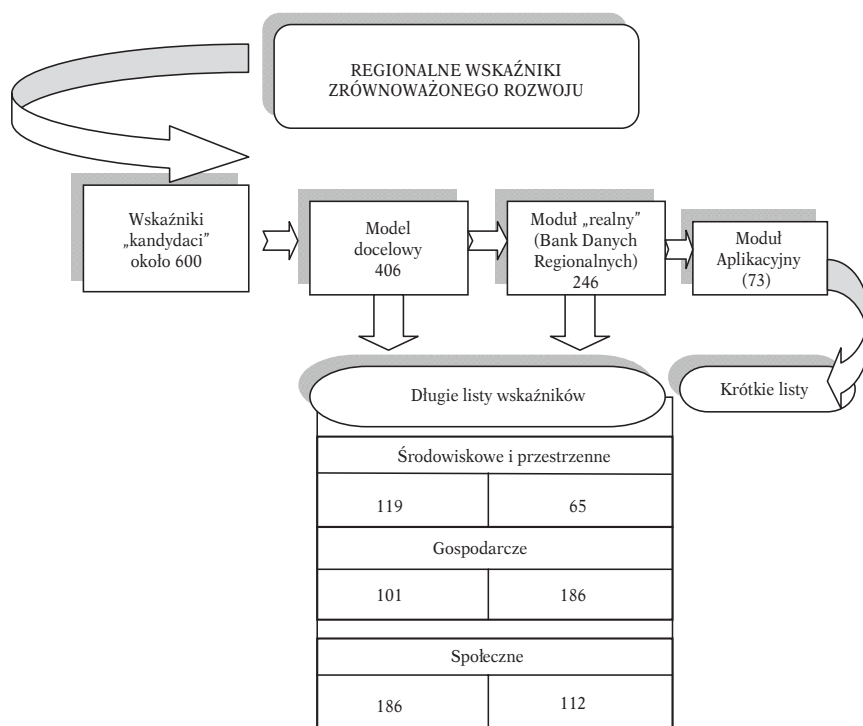 REGIONALNE WSKAŹNIKI
ZRÓWNOWAŻONEGO ROZWOJU
Wskaźniki
„kandydaci”
około 600
Model
docelowy
406
Moduł „realny”
(Bank Danych
Regionalnych)
246
Moduł
Aplikacyjny
(73)
Długie listy wskaźników
Krótkie listy
Środowiskowe i przestrzenne
119 65
Gospodarcze
101 186
Społeczne
186 112